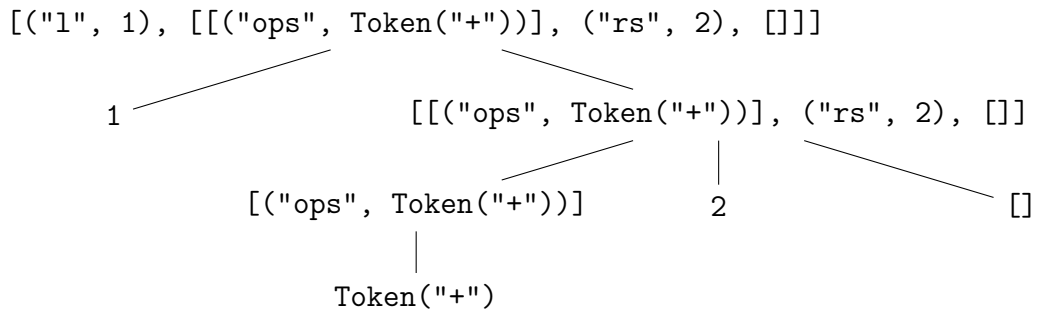 [("l", 1), [[("ops", Token("+"))], ("rs", 2), []]]
1
[[("ops", Token("+"))], ("rs", 2), []]
[("ops", Token("+"))]
2
[]
Token("+")